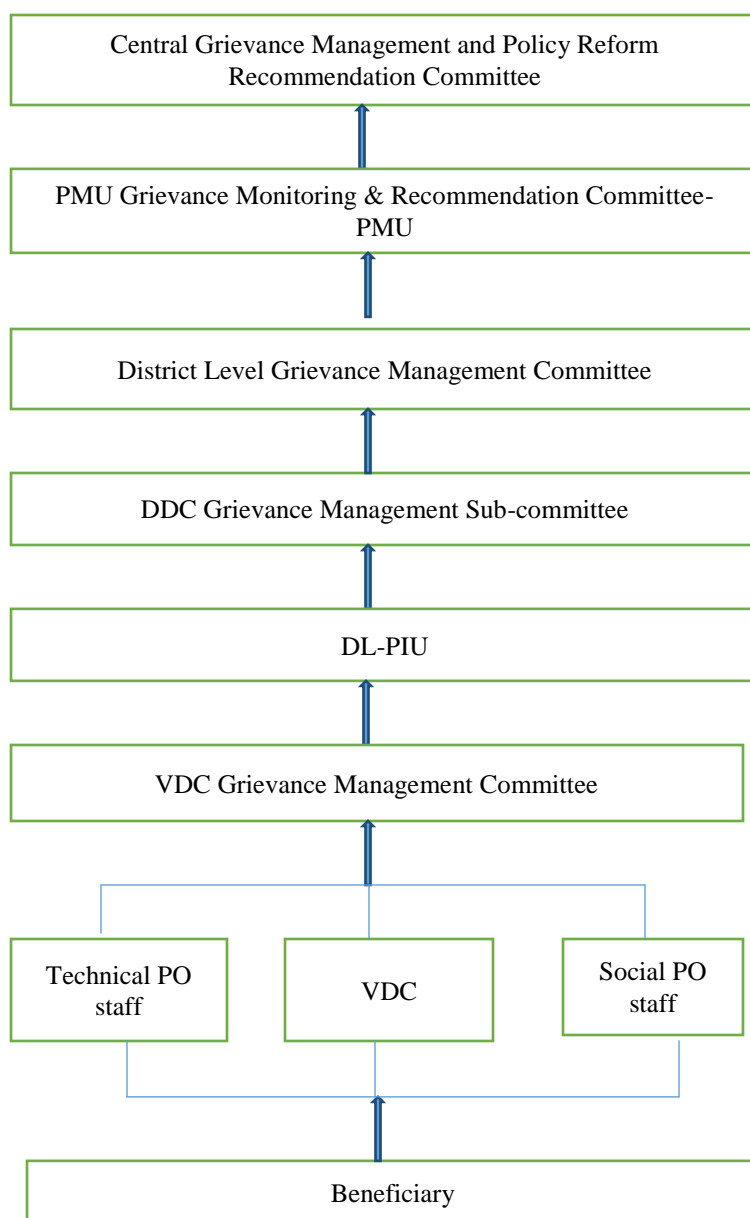 Central Grievance Management and Policy Reform
Recommendation Committee
PMU Grievance Monitoring & Recommendation Committee-
PMU
District Level Grievance Management Committee
DDC Grievance Management Sub-committee
DL-PIU
VDC Grievance Management Committee
Technical PO
staff
VDC
Social PO
staff
Beneficiary